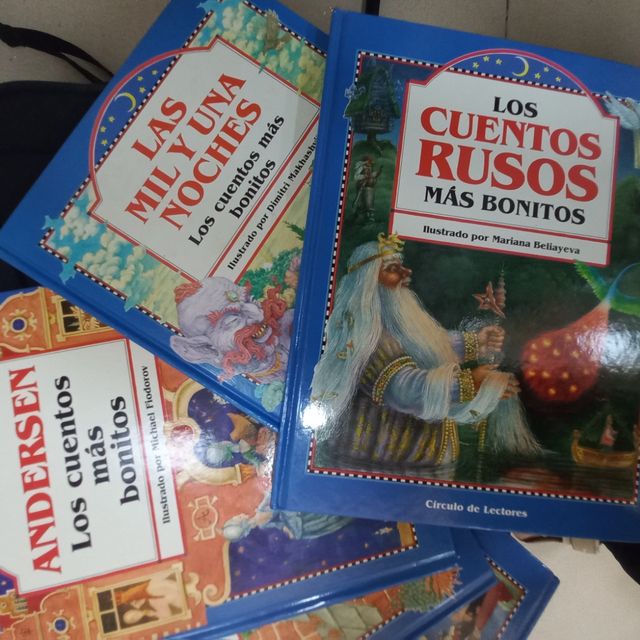 LAS
MIL Y UNA
NOCHES
Los cuentos más
bonitos
Ilustrado por Dimitri
LOS
CUENTOS
RUSOS
MÁS BONITOS
Ilustrado por Mariana Beliayeva
Círculo de Lectores
ANDERSEN
Los cuentos
más
bonitos
Ilustrado por Michael Fiodorov